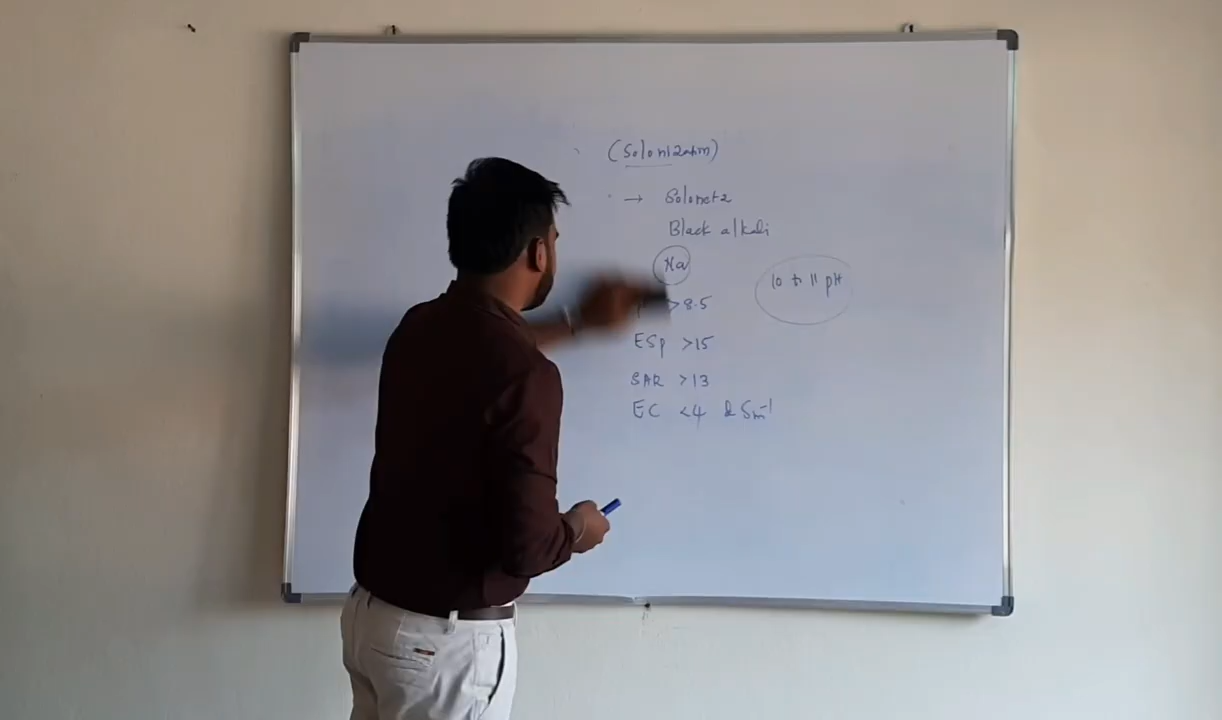 (Solonization)
→ Solonetz
Black alkali
Na
p >8.5
10 to 11 pH
ESp >15
SAR >13
EC <4 dSm⁻¹